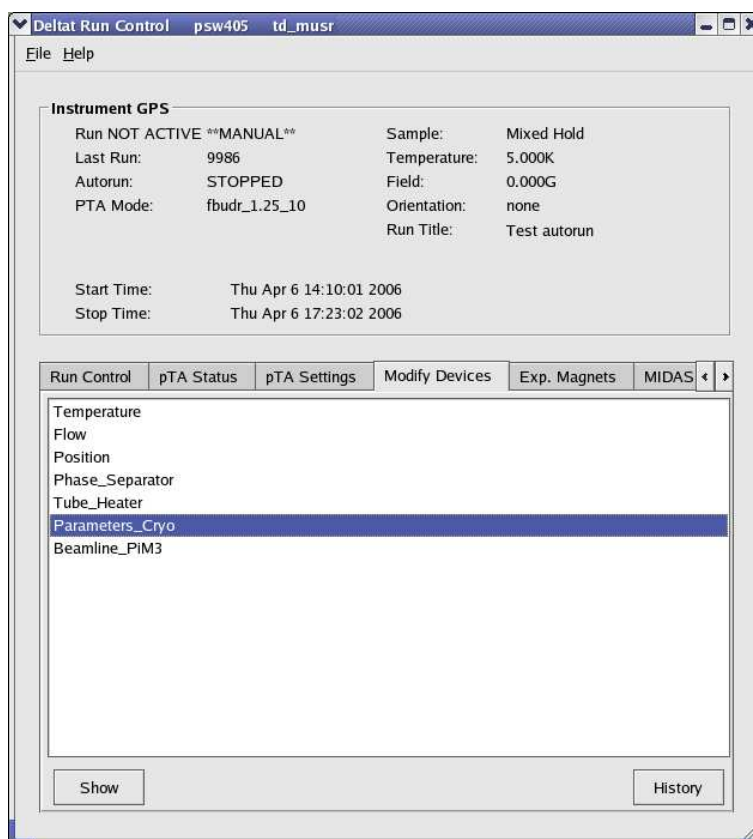 Deltat Run Control psw405 td_musr
File Help
Instrument GPS
Run NOT ACTIVE **MANUAL** Sample: Mixed Hold
Last Run: 9986 Temperature: 5.000K
Autorun: STOPPED Field: 0.000G
PTA Mode: fbudr_1.25_10 Orientation: none
Run Title: Test autorun
Start Time: Thu Apr 6 14:10:01 2006
Stop Time: Thu Apr 6 17:23:02 2006
Run Control pTA Status pTA Settings Modify Devices Exp. Magnets MIDAS
Temperature
Flow
Position
Phase_Separator
Tube_Heater
Parameters_Cryo
Beamline_PiM3
Show History